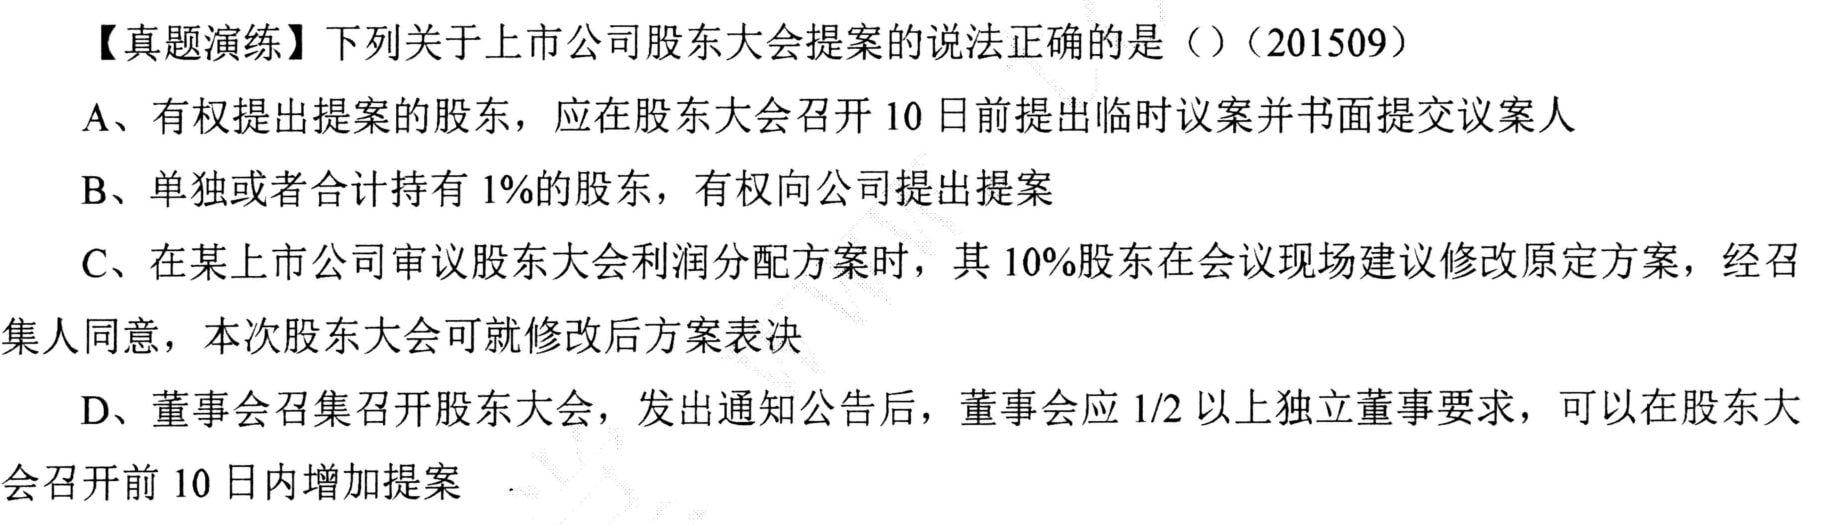 【真题演练】下列关于上市公司股东大会提案的说法正确的是（）（201509）
A、有权提出提案的股东，应在股东大会召开 10 日前提出临时议案并书面提交议案人
B、单独或者合计持有 1%的股东，有权向公司提出提案
C、在某上市公司审议股东大会利润分配方案时，其 10%股东在会议现场建议修改原定方案，经召
集人同意，本次股东大会可就修改后方案表决
D、董事会召集召开股东大会，发出通知公告后，董事会应 1/2 以上独立董事要求，可以在股东大
会召开前 10 日内增加提案